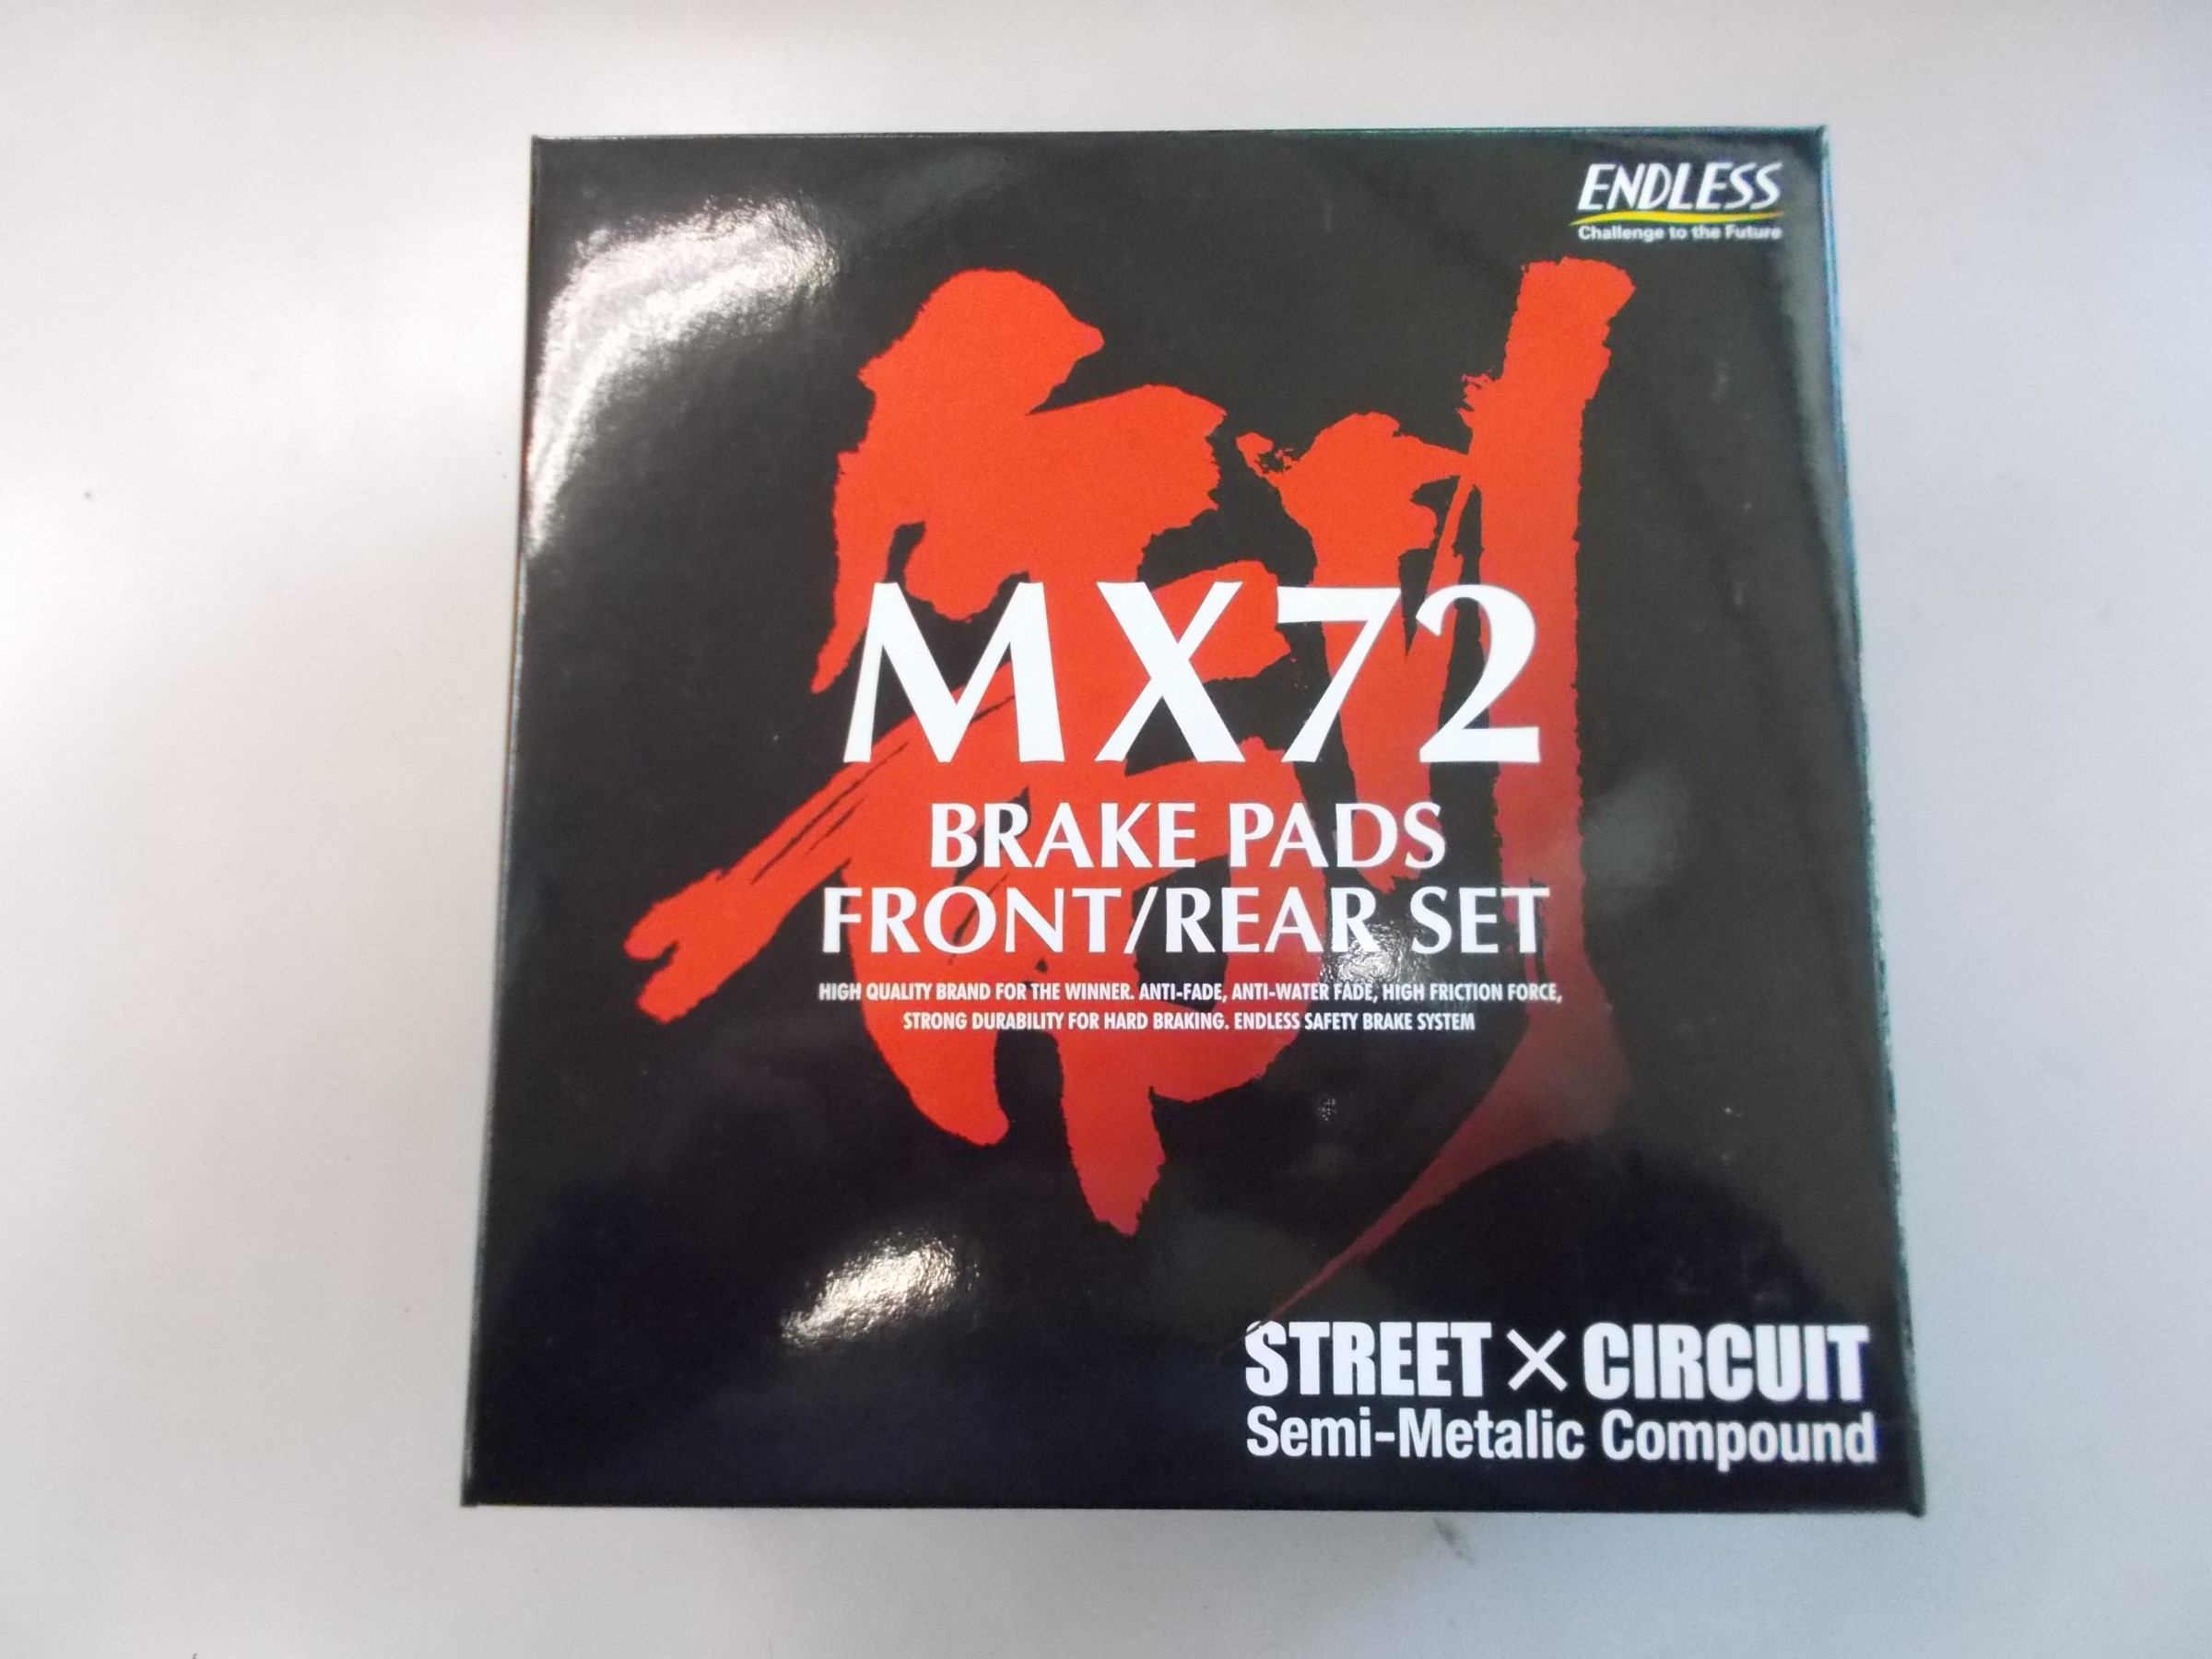 ENDLESS
Challenge to the Future
制
MX72
BRAKE PADS
FRONT/REAR SET
HIGH QUALITY BRAND FOR THE WINNER. ANTI-FADE, ANTI-WATER FADE, HIGH FRICTION FORCE,
STRONG DURABILITY FOR HARD BRAKING. ENDLESS SAFETY BRAKE SYSTEM
STREET×CIRCUIT
Semi-Metalic Compound